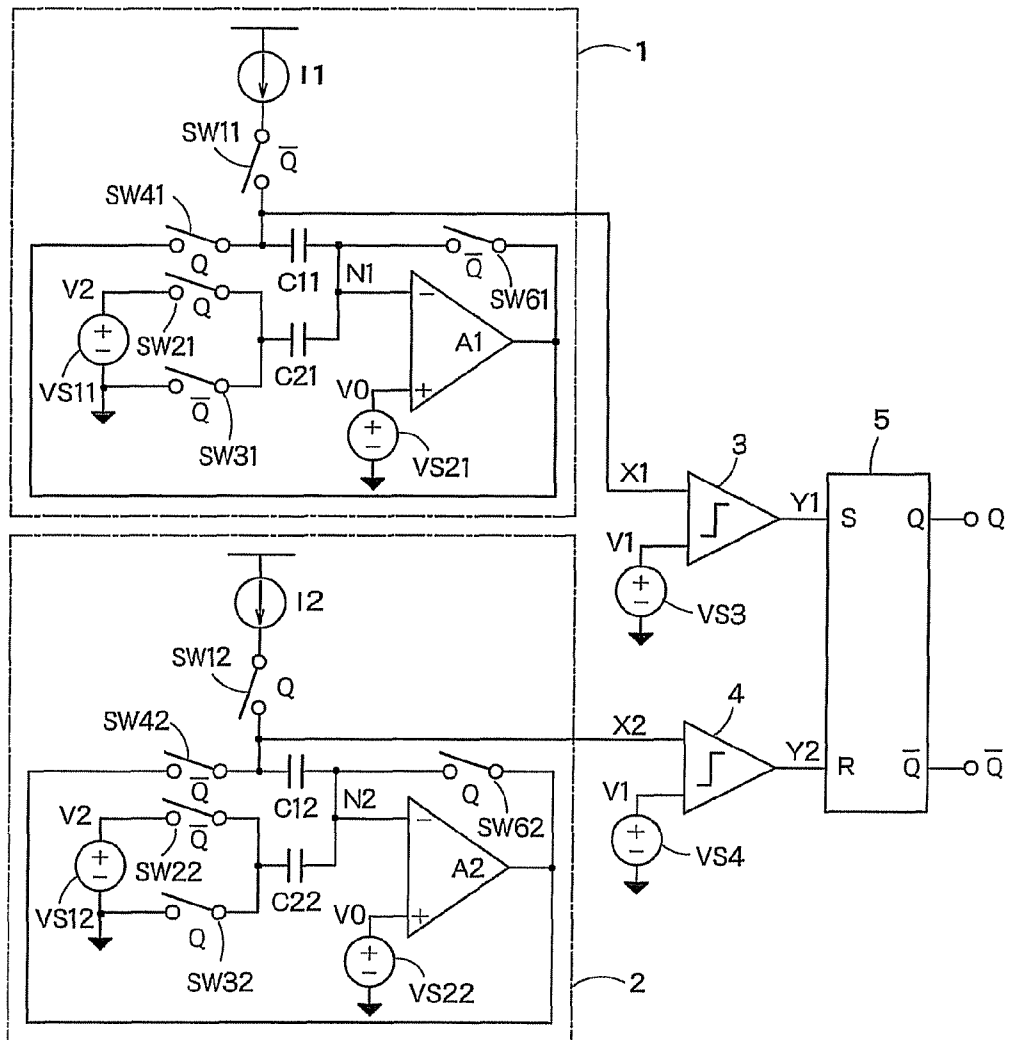 1
I1
SW11
Q̅
SW41
Q
C11
N1
Q̅
SW61
V2
Q
SW21
C21
A1
−
+
VS11
+
−
Q̅
SW31
V0
+
−
VS21
X1
3
Y1
5
S
Q
Q
V1
+
−
VS3
I2
SW12
Q
SW42
Q̅
C12
N2
Q
SW62
X2
4
Y2
R
Q̅
Q̅
V2
Q̅
SW22
C22
A2
−
+
V1
+
−
VS4
VS12
+
−
Q
SW32
V0
+
−
VS22
2